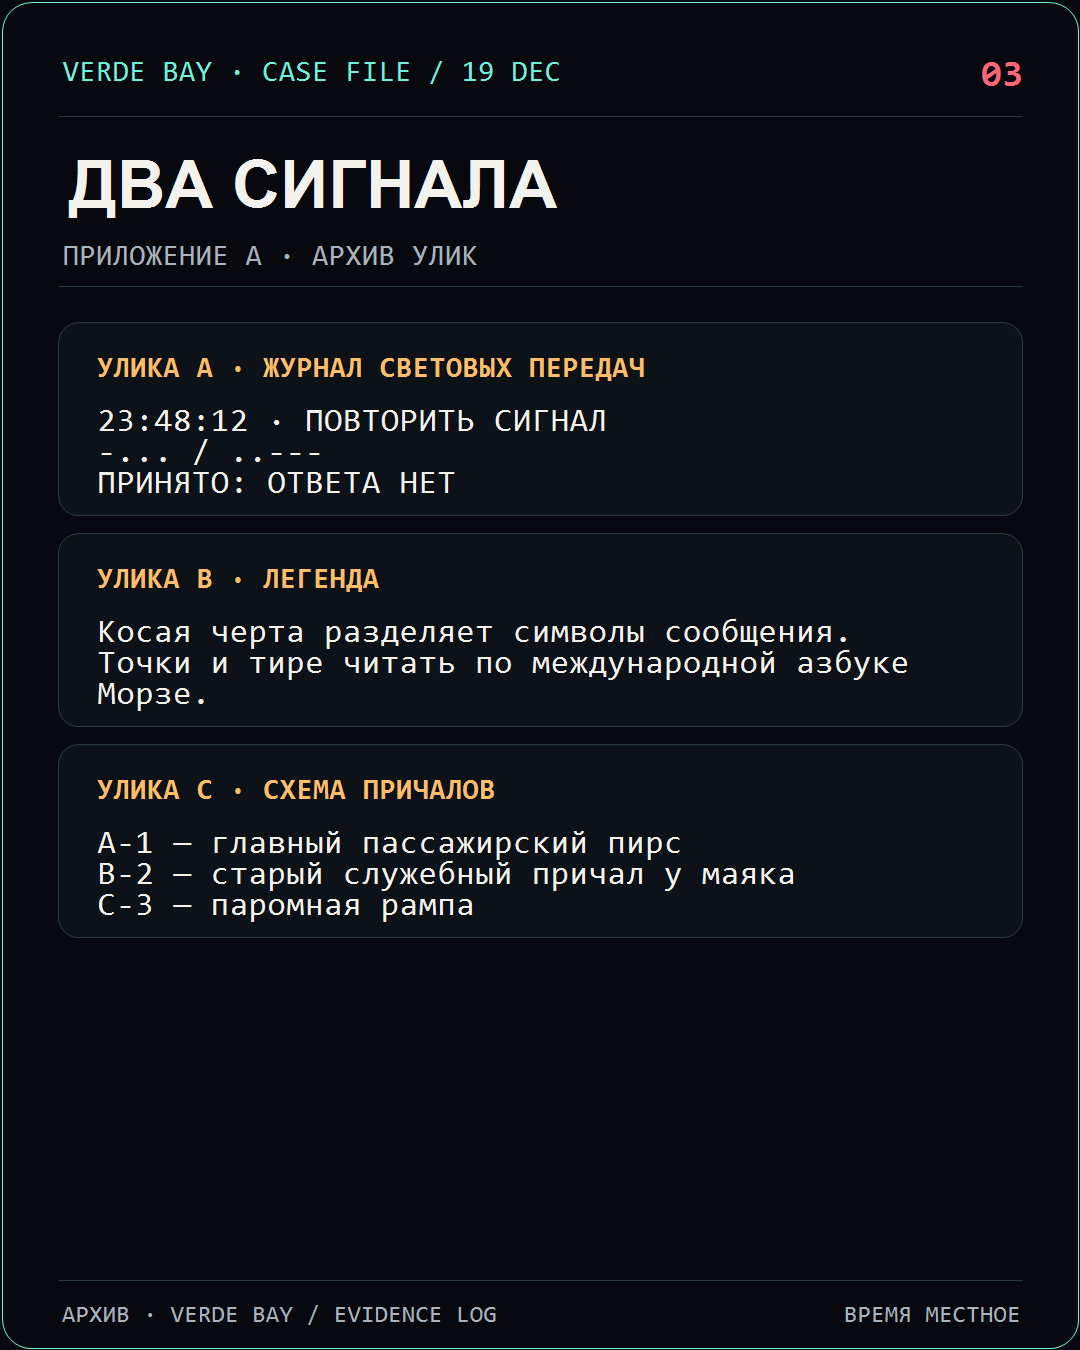 VERDE BAY · CASE FILE / 19 DEC
03
ДВА СИГНАЛА
ПРИЛОЖЕНИЕ A · АРХИВ УЛИК
УЛИКА A · ЖУРНАЛ СВЕТОВЫХ ПЕРЕДАЧ
23:48:12 · ПОВТОРИТЬ СИГНАЛ
-... / ..---
ПРИНЯТО: ОТВЕТА НЕТ
УЛИКА B · ЛЕГЕНДА
Косая черта разделяет символы сообщения.
Точки и тире читать по международной азбуке
Морзе.
УЛИКА C · СХЕМА ПРИЧАЛОВ
A-1 — главный пассажирский пирс
B-2 — старый служебный причал у маяка
C-3 — паромная рампа
АРХИВ · VERDE BAY / EVIDENCE LOG
ВРЕМЯ МЕСТНОЕ